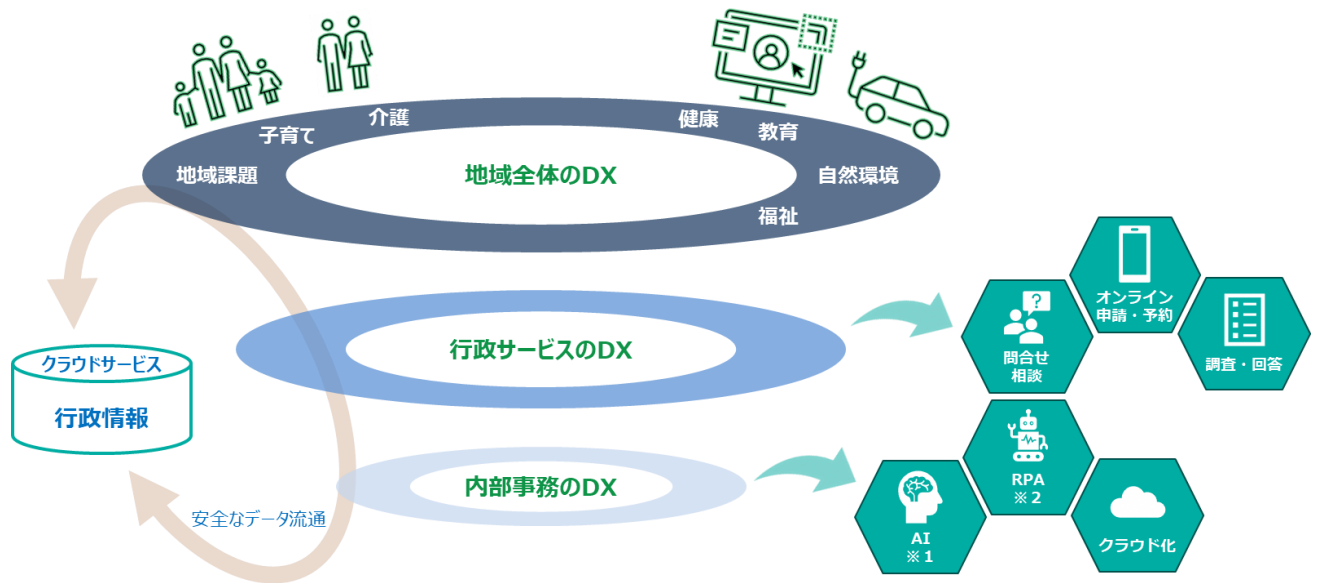 介護
健康
子育て
教育
地域課題
地域全体のDX
自然環境
福祉
オンライン
申請・予約
問合せ
相談
調査・回答
行政サービスのDX
クラウドサービス
行政情報
内部事務のDX
安全なデータ流通
RPA
※2
AI
※1
クラウド化
?